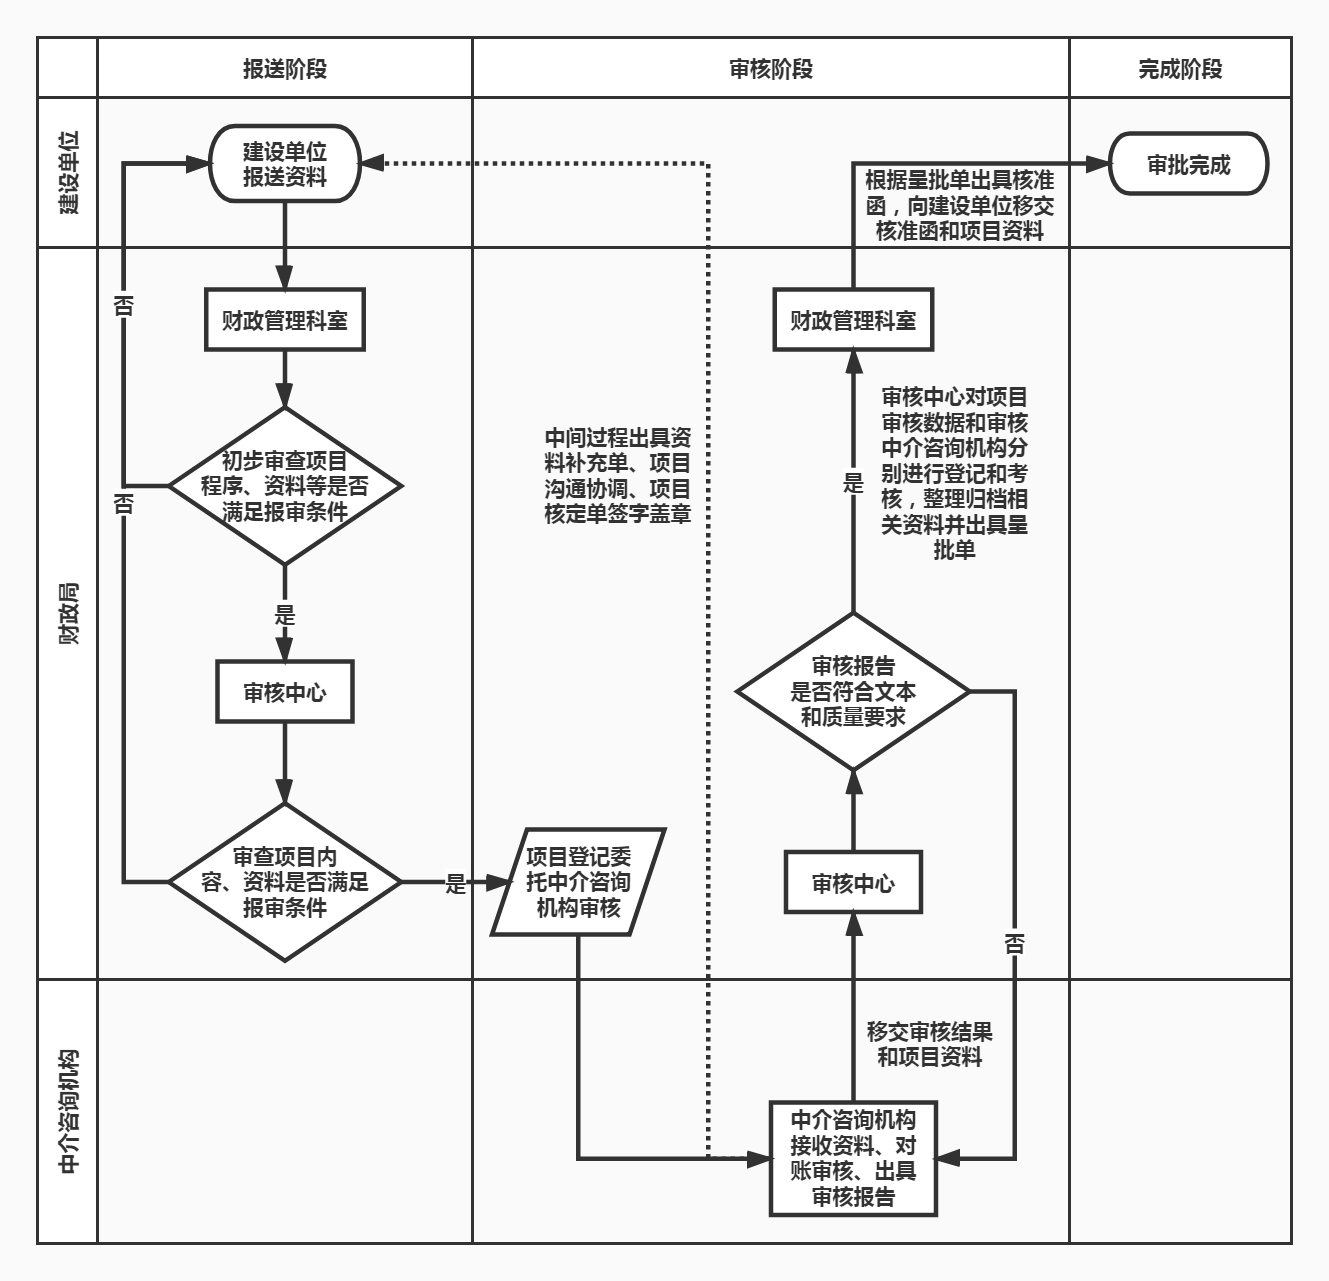 报送阶段
审核阶段
完成阶段
建设单位
建设单位
报送资料
审批完成
根据呈批单出具核准
函，向建设单位移交
核准函和项目资料
财政局
否
财政管理科室
财政管理科室
初步审查项目
程序、资料等是否
满足报审条件
否
中间过程出具资
料补充单、项目
沟通协调、项目
核定单签字盖章
是
审核中心对项目
审核数据和审核
中介咨询机构分
别进行登记和考
核，整理归档相
关资料并出具呈
批单
是
审核中心
审核报告
是否符合文本
和质量要求
审查项目内
容、资料是否满足
报审条件
是
项目登记委
托中介咨询
机构审核
审核中心
否
中介咨询机构
移交审核结果
和项目资料
中介咨询机构
接收资料、对
账审核、出具
审核报告